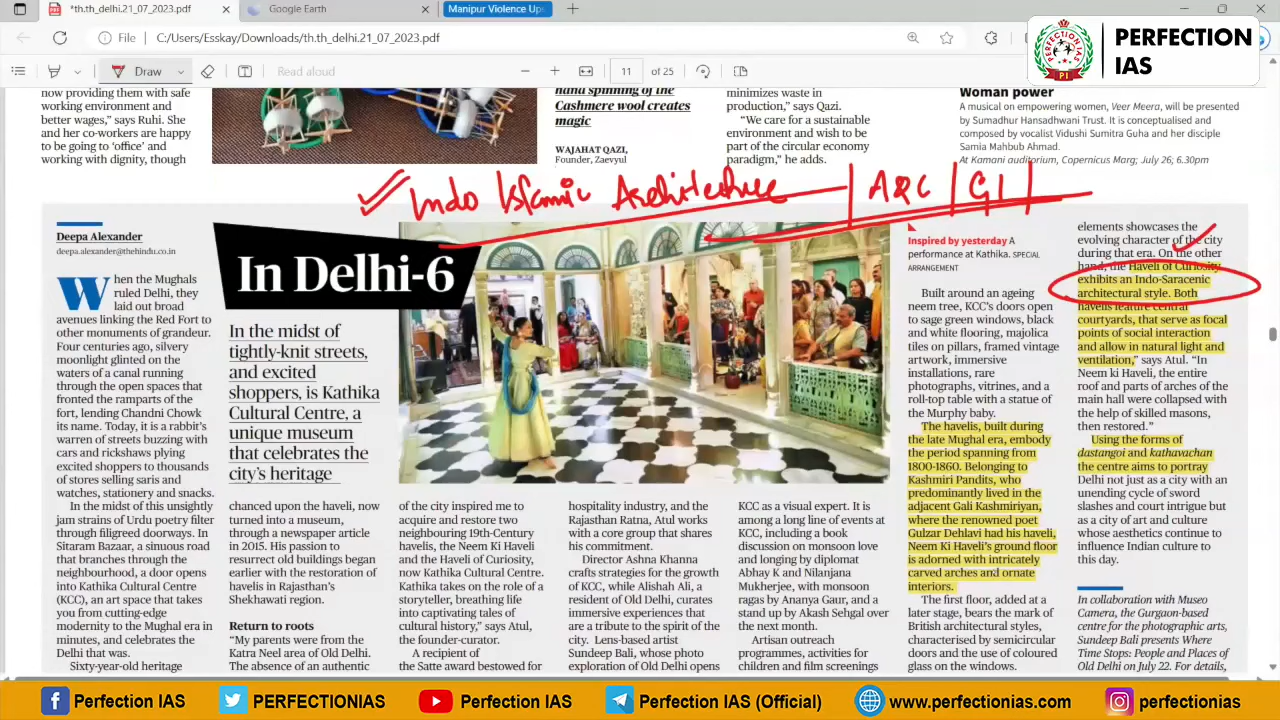 *th.th_delhi.21_07_2023.pdf
Google Earth
Manipur Violence Ups
File
C:/Users/Esskay/Downloads/th.th_delhi.21_07_2023.pdf
PERFECTION
IAS
Draw
Read aloud
11
of 25
now providing them with safe
working environment and
better wages,” says Ruhi. She
and her co-workers are happy
to be going to ‘office’ and
working with dignity, though
hand spinning of the
Cashmere wool creates
magic
WAJAHAT QAZI,
Founder, Zaevyul
minimizes waste in
production,” says Qazi.
“We care for a sustainable
environment and wish to be
part of the circular economy
paradigm,” he adds.
Woman power
A musical on empowering women, Veer Meera, will be presented
by Sumadhur Hansadhwani Trust. It is conceptualised and
composed by vocalist Vidushi Sumitra Guha and her disciple
Samia Mahbub Ahmad.
At Kamani auditorium, Copernicus Marg; July 26; 6.30pm
Indo Islamic Architecture | A&C | GI |
Deepa Alexander
deepa.alexander@thehindu.co.in
When the Mughals
ruled Delhi, they
laid out broad
avenues linking the Red Fort to
other monuments of grandeur.
Four centuries ago, silvery
moonlight glinted on the
waters of a canal running
through the open spaces that
fronted the ramparts of the
fort, lending Chandni Chowk
its name. Today, it is a rabbit’s
warren of streets buzzing with
cars and rickshaws plying
excited shoppers to thousands
of stores selling saris and
watches, stationery and snacks.
In the midst of this unsightly
jam strains of Urdu poetry filter
through filigreed doorways. In
Sitaram Bazaar, a sinuous road
that branches through the
neighbourhood, a door opens
into Kathika Cultural Centre
(KCC), an art space that takes
you from cutting-edge
modernity to the Mughal era in
minutes, and celebrates the
Delhi that was.
Sixty-year-old heritage
In Delhi-6
In the midst of
tightly-knit streets,
and excited
shoppers, is Kathika
Cultural Centre, a
unique museum
that celebrates the
city’s heritage
chanced upon the haveli, now
turned into a museum,
through a newspaper article
in 2015. His passion to
resurrect old buildings began
earlier with the restoration of
havelis in Rajasthan’s
Shekhawati region.
Return to roots
“My parents were from the
Katra Neel area of Old Delhi.
The absence of an authentic
of the city inspired me to
acquire and restore two
neighbouring 19th-Century
havelis, the Neem Ki Haveli
and the Haveli of Curiosity,
now Kathika Cultural Centre.
Kathika takes on the role of a
storyteller, breathing life
into captivating tales of
cultural history,” says Atul,
the founder-curator.
A recipient of
the Satte award bestowed for
hospitality industry, and the
Rajasthan Ratna, Atul works
with a core group that shares
his commitment.
Director Ashna Khanna
crafts strategies for the growth
of KCC, while Alishah Ali, a
resident of Old Delhi, curates
immersive experiences that
are a tribute to the spirit of the
city. Lens-based artist
Sundeep Bali, whose photo
exploration of Old Delhi opens
KCC as a visual expert. It is
among a long line of events at
KCC, including a book
discussion on monsoon love
and longing by diplomat
Abhay K and Nilanjana
Mukherjee, with monsoon
ragas by Ananya Gaur, and a
stand up by Akash Sehgal over
the next month.
Artisan outreach
programmes, activities for
children and film screenings
Inspired by yesterday A
performance at Kathika. SPECIAL
ARRANGEMENT
Built around an ageing
neem tree, KCC’s doors open
to sage green windows, black
and white flooring, majolica
tiles on pillars, framed vintage
artwork, immersive
installations, rare
photographs, vitrines, and a
roll-top table with a statue of
the Murphy baby.
The havelis, built during
the late Mughal era, embody
the period spanning from
1800-1860. Belonging to
Kashmiri Pandits, who
predominantly lived in the
adjacent Gali Kashmiriyan,
where the renowned poet
Gulzar Dehlavi had his haveli,
Neem Ki Haveli’s ground floor
is adorned with intricately
carved arches and ornate
interiors.
The first floor, added at a
later stage, bears the mark of
British architectural styles,
characterised by semicircular
doors and the use of coloured
glass on the windows.
elements showcases the
evolving character of the city
during that era. On the other
hand, the Haveli of Curiosity
exhibits an Indo-Saracenic
architectural style. Both
havelis feature central
courtyards, that serve as focal
points of social interaction
and allow in natural light and
ventilation,” says Atul. “In
Neem ki Haveli, the entire
roof and parts of arches of the
main hall were collapsed with
the help of skilled masons,
then restored.”
Using the forms of
dastangoi and kathavachan
the centre aims to portray
Delhi not just as a city with an
unending cycle of sword
slashes and court intrigue but
as a city of art and culture
whose aesthetics continue to
influence Indian culture to
this day.
In collaboration with Museo
Camera, the Gurgaon-based
centre for the photographic arts,
Sundeep Bali presents Where
Time Stops: People and Places of
Old Delhi on July 22. For details,
Perfection IAS
PERFECTIONIAS
Perfection IAS
Perfection IAS (Official)
www.perfectionias.com
perfectionias